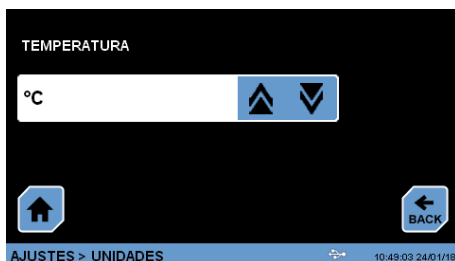 TEMPERATURA
°C
BACK
AJUSTES > UNIDADES
10:49:03 24/01/18